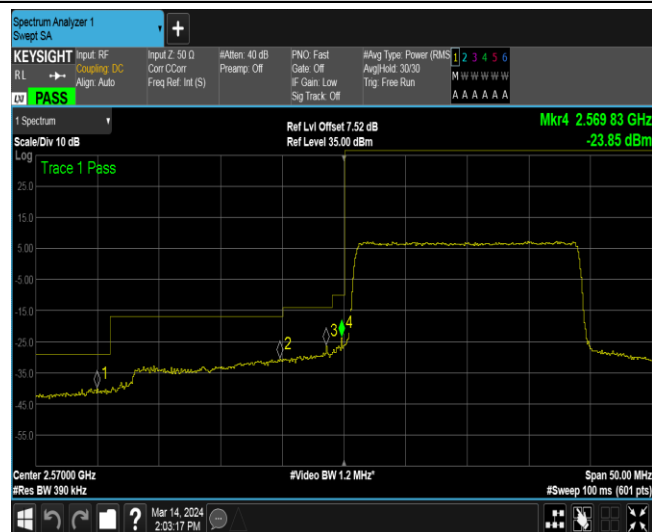 Spectrum Analyzer 1
Swept SA
+
KEYSIGHT Input: RF Input Z: 50 Ω #Atten: 40 dB PNO: Fast #Avg Type: Power (RMS 1 2 3 4 5 6
RL Coupling: DC Corr CCorr Preamp: Off Gate: Off Avg|Hold: 30/30 M W W W W W
Align: Auto Freq Ref: Int (S) IF Gain: Low Trig: Free Run
Sig Track: Off A A A A A A
LXI PASS
1 Spectrum Ref Lvl Offset 7.52 dB Mkr4 2.569 83 GHz
Scale/Div 10 dB Ref Level 35.00 dBm -23.85 dBm
Log
Trace 1 Pass
25.0
15.0
5.00
-5.00
-15.0
-25.0
-35.0
-45.0
-55.0
1
2
3
4
Center 2.57000 GHz #Video BW 1.2 MHz* Span 50.00 MHz
#Res BW 390 kHz #Sweep 100 ms (601 pts)
? Mar 14, 2024
2:03:17 PM